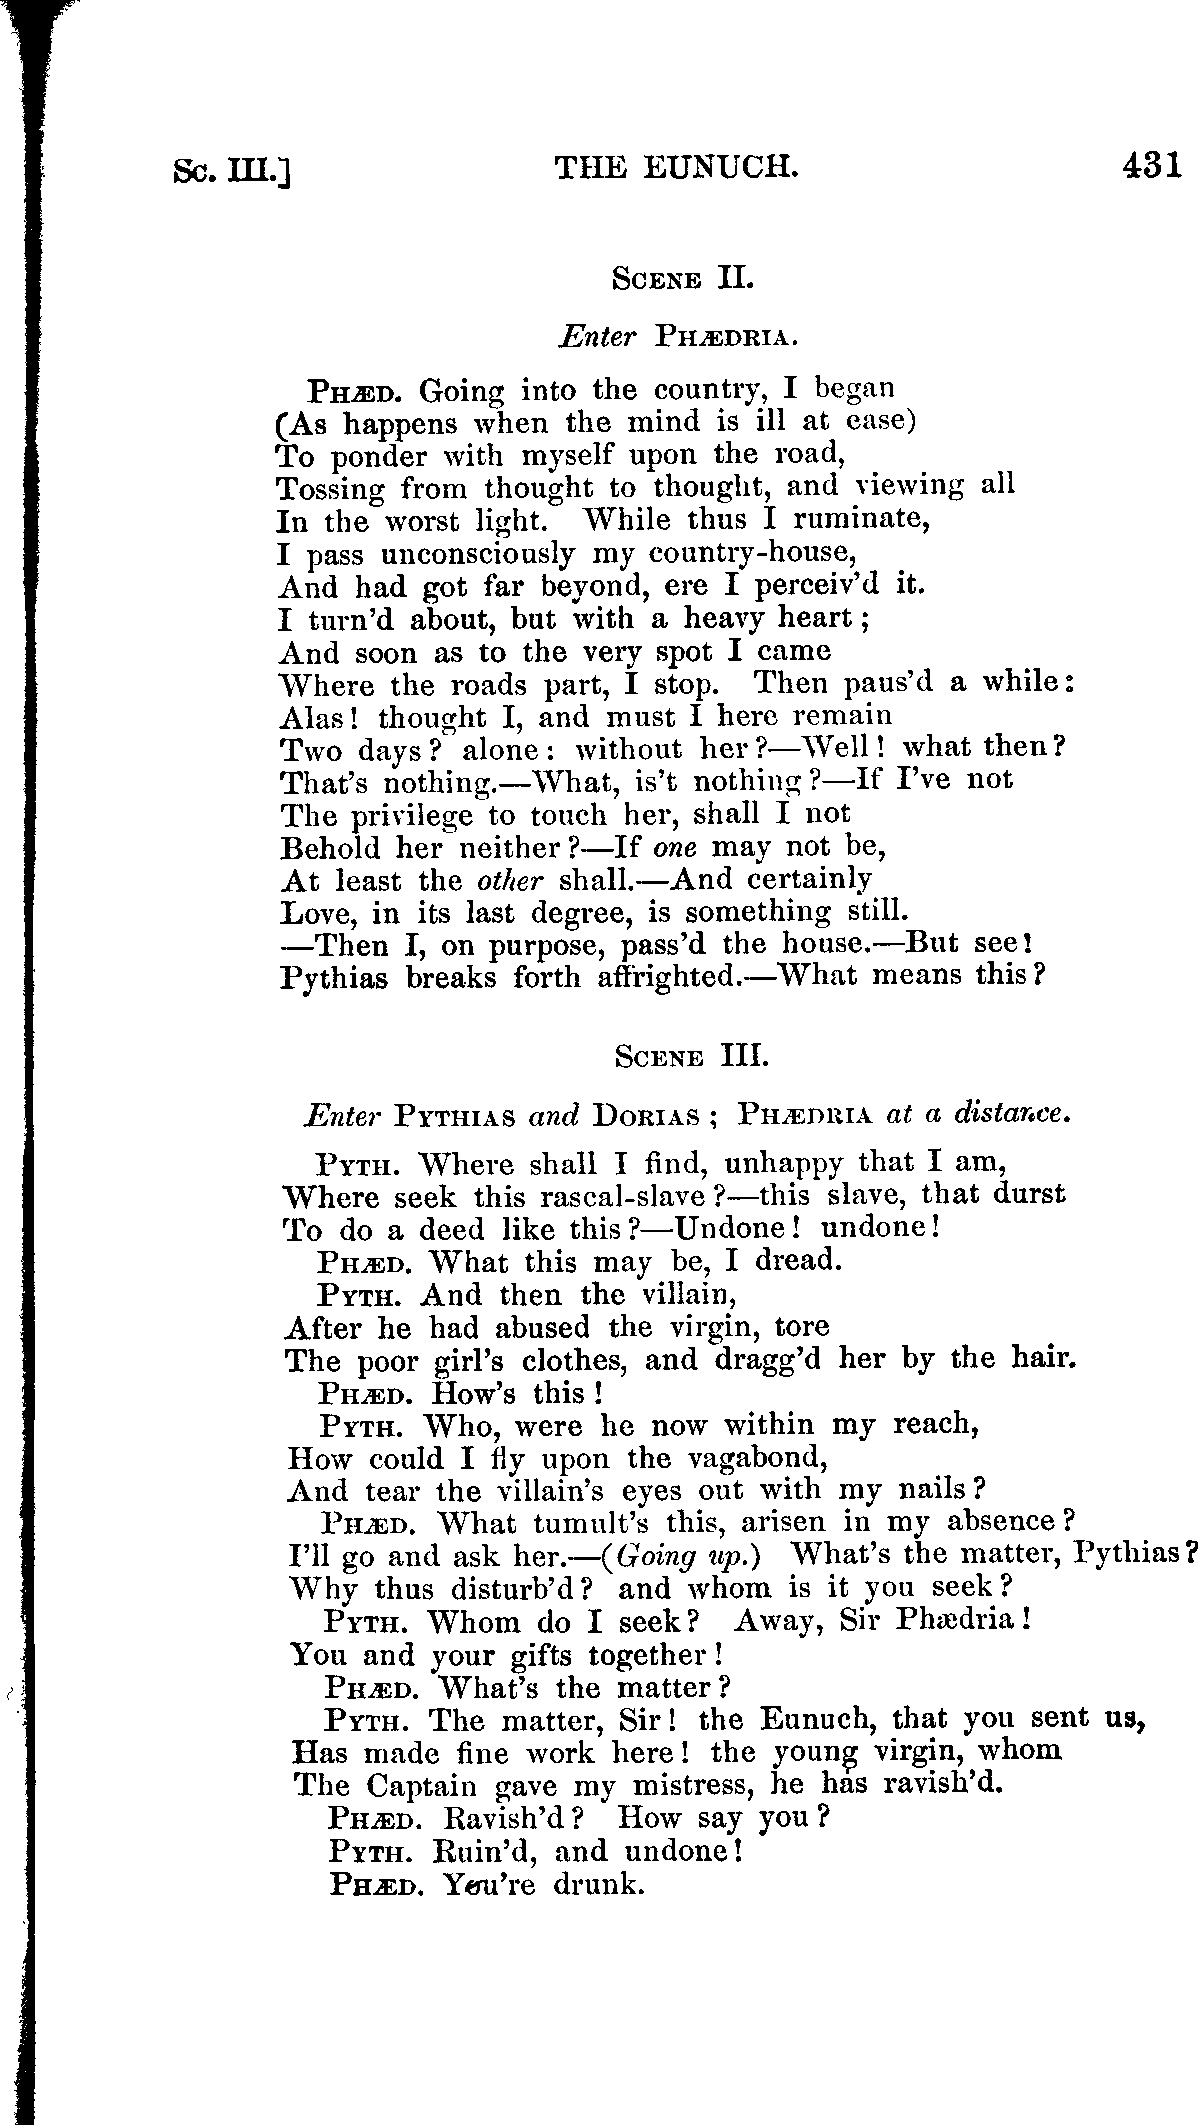 Sc. III.] THE EUNUCH. 431
Scene II.
Enter Phædria.
Phæd. Going into the country, I began
(As happens when the mind is ill at ease)
To ponder with myself upon the road,
Tossing from thought to thought, and viewing all
In the worst light. While thus I ruminate,
I pass unconsciously my country-house,
And had got far beyond, ere I perceiv'd it.
I turn'd about, but with a heavy heart;
And soon as to the very spot I came
Where the roads part, I stop. Then paus'd a while:
Alas! thought I, and must I here remain
Two days? alone: without her?—Well! what then?
That's nothing.—What, is't nothing?—If I've not
The privilege to touch her, shall I not
Behold her neither?—If one may not be,
At least the other shall.—And certainly
Love, in its last degree, is something still.
—Then I, on purpose, pass'd the house.—But see!
Pythias breaks forth affrighted.—What means this?
Scene III.
Enter Pythias and Dorias; Phædria at a distance.
Pyth. Where shall I find, unhappy that I am,
Where seek this rascal-slave?—this slave, that durst
To do a deed like this?—Undone! undone!
Phæd. What this may be, I dread.
Pyth. And then the villain,
After he had abused the virgin, tore
The poor girl's clothes, and dragg'd her by the hair.
Phæd. How's this!
Pyth. Who, were he now within my reach,
How could I fly upon the vagabond,
And tear the villain's eyes out with my nails?
Phæd. What tumult's this, arisen in my absence?
I'll go and ask her.—(Going up.) What's the matter, Pythias?
Why thus disturb'd? and whom is it you seek?
Pyth. Whom do I seek? Away, Sir Phædria!
You and your gifts together!
Phæd. What's the matter?
Pyth. The matter, Sir! the Eunuch, that you sent us,
Has made fine work here! the young virgin, whom
The Captain gave my mistress, he has ravish'd.
Phæd. Ravish'd? How say you?
Pyth. Ruin'd, and undone!
Phæd. You're drunk.